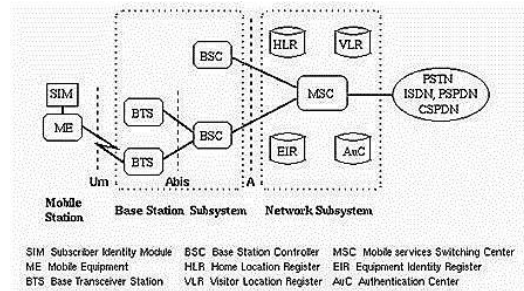 HLR VLR
BSC
PSTN
ISDN, PSPDN
CSPDN
SIM
MSC
BTS
ME
BSC
BTS
EIR AuC
Um Abis A
Mobile
Station
Base Station Subsystem Network Subsystem
SIM Subscriber Identity Module BSC Base Station Controller MSC Mobile services Switching Center
ME Mobile Equipment HLR Home Location Register EIR Equipment Identity Register
BTS Base Transceiver Station VLR Visitor Location Register AuC Authentication Center